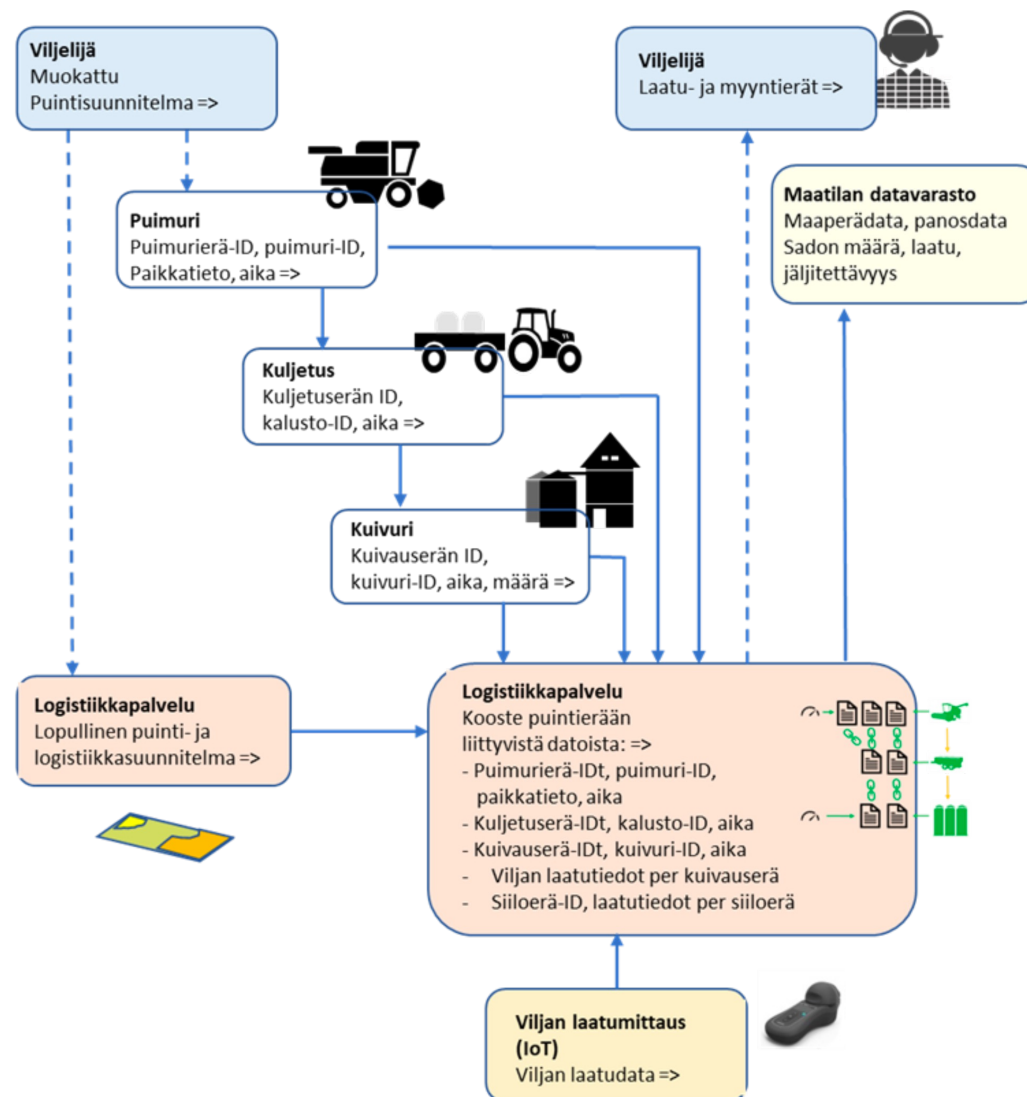 Viljelijä
Muokattu
Puintisuunnitelma =>
Viljelijä
Laatu- ja myyntierät =>
Maatilan datavarasto
Maaperädata, panosdata
Sadon määrä, laatu,
jäljitettävyys
Puimuri
Puimurierä-ID, puimuri-ID,
Paikkatieto, aika =>
Kuljetus
Kuljetuserän ID,
kalusto-ID, aika =>
Kuivuri
Kuivauserän ID,
kuivuri-ID, aika, määrä =>
Logistiikkapalvelu
Lopullinen puinti- ja
logistiikkasuunnitelma =>
Logistiikkapalvelu
Kooste puintierään
liittyvistä datoista: =>
- Puimurierä-IDt, puimuri-ID,
paikkatieto, aika
- Kuljetuserä-IDt, kalusto-ID, aika
- Kuivauserä-IDt, kuivuri-ID, aika
- Viljan laatutiedot per kuivauserä
- Siiloerä-ID, laatutiedot per siiloerä
Viljan laatumittaus
(IoT)
Viljan laatudata =>